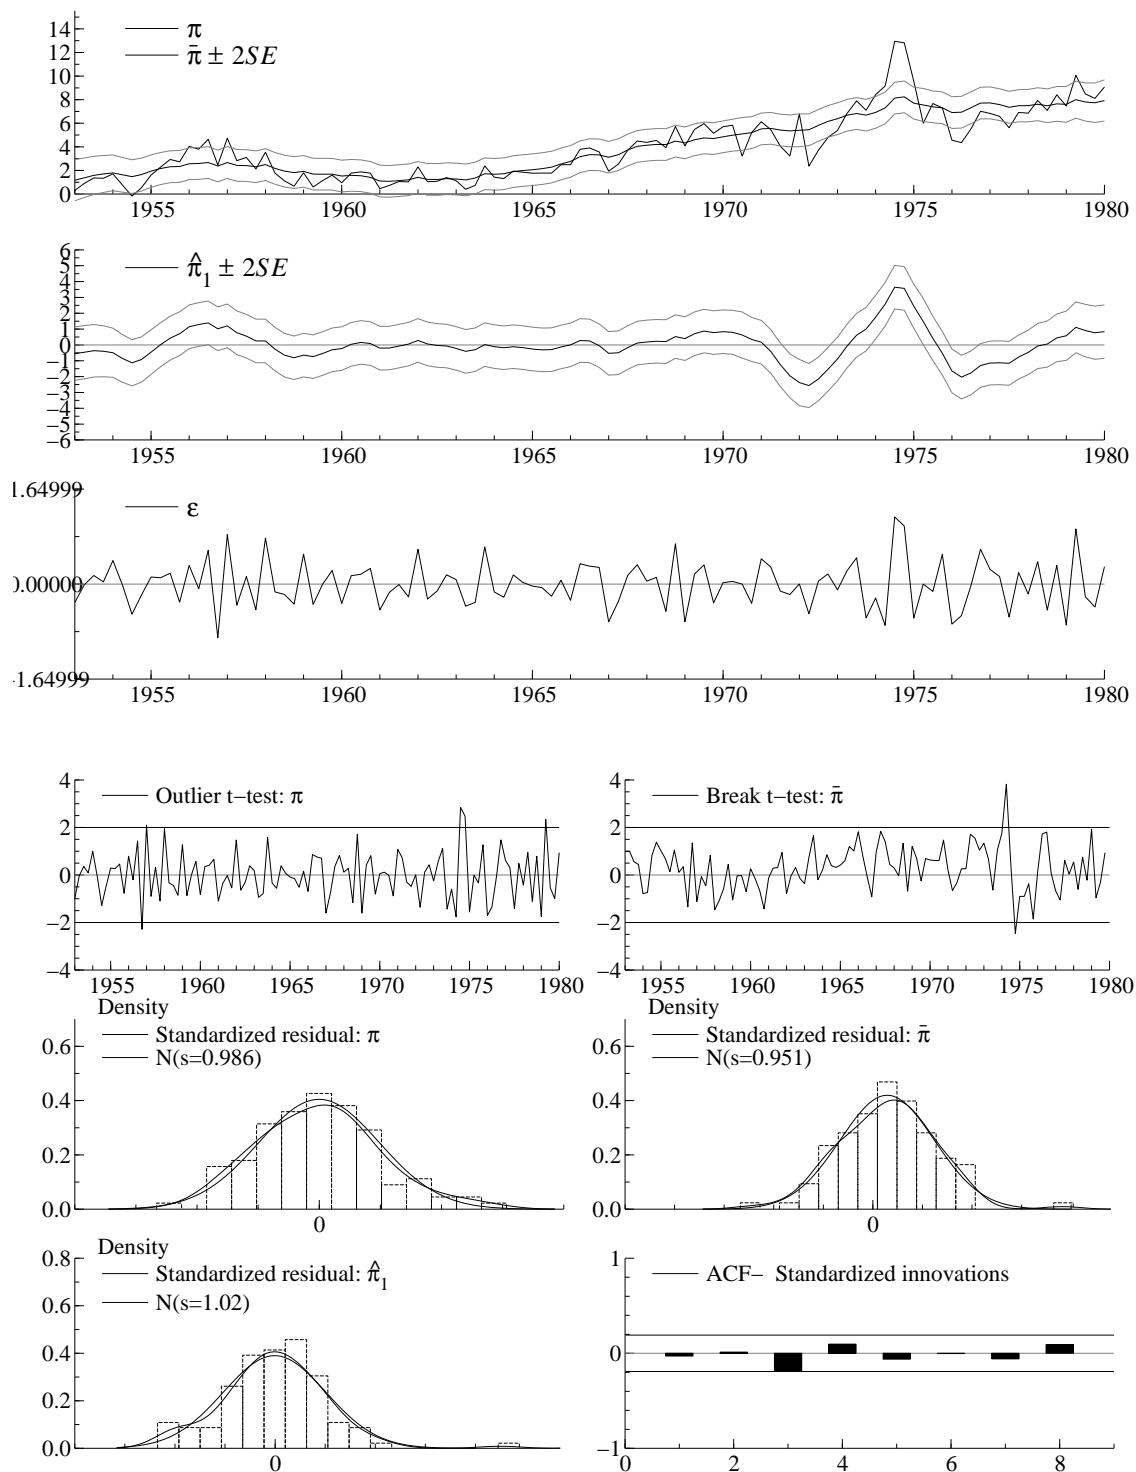 14
12
10
8
6
4
2
0
π
π̄ ± 2SE
1955 1960 1965 1970 1975 1980
6
5
4
3
2
1
0
−1
−2
−3
−4
−5
−6
π̂₁ ± 2SE
1955 1960 1965 1970 1975 1980
1.64999
0.00000
-1.64999
ε
1955 1960 1965 1970 1975 1980
4
2
0
−2
−4
Outlier t−test: π
1955 1960 1965 1970 1975 1980
4
2
0
−2
−4
Break t−test: π̄
1955 1960 1965 1970 1975 1980
Density
0.6
0.4
0.2
0.0
Standardized residual: π
N(s=0.986)
0
Density
0.6
0.4
0.2
0.0
Standardized residual: π̄
N(s=0.951)
0
Density
0.8
0.4
0.0
Standardized residual: π̂₁
N(s=1.02)
0
1
0
−1
ACF− Standardized innovations
0 2 4 6 8